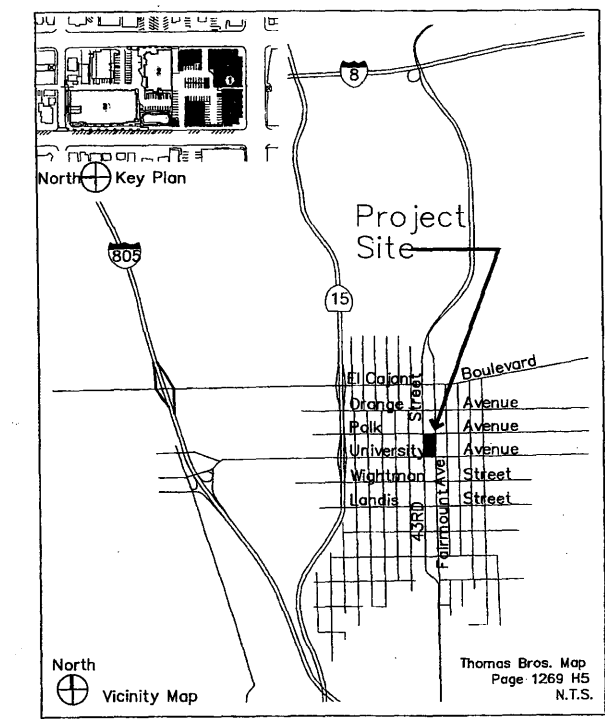 North Key Plan
8
805
Project
Site
15
El Cajon Boulevard
Orange Avenue
Polk Avenue
University Avenue
Wightman Street
Landis Street
43RD Street
Fairmount Ave
North
Vicinity Map
Thomas Bros. Map
Page 1269 H5
N.T.S.